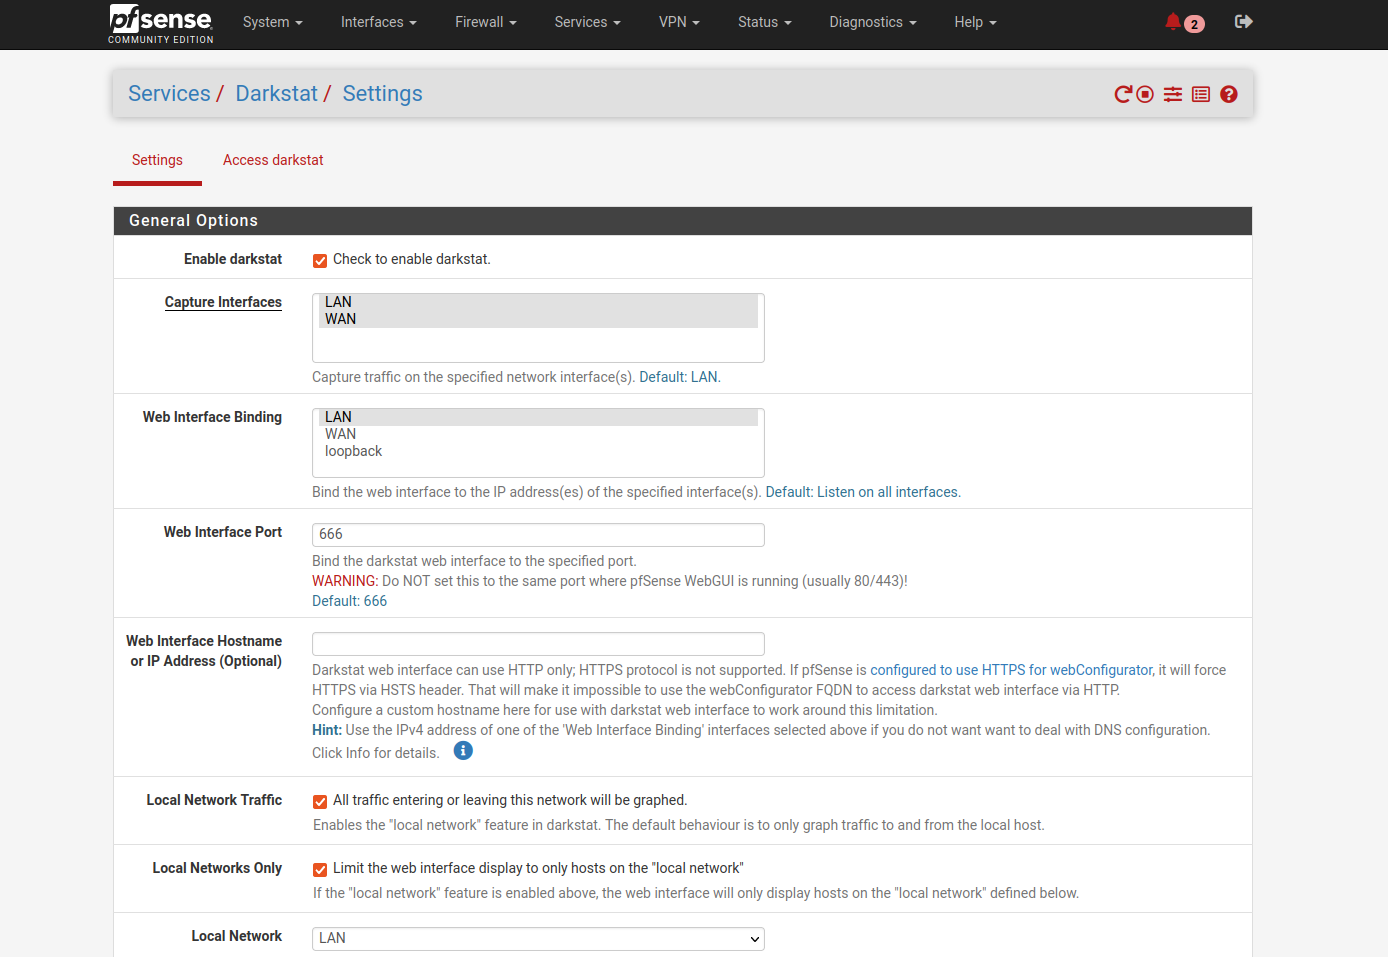 pfsense
COMMUNITY EDITION
System Interfaces Firewall Services VPN Status Diagnostics Help 2
Services / Darkstat / Settings
Settings Access darkstat
General Options
Enable darkstat Check to enable darkstat.
Capture Interfaces LAN
WAN
Capture traffic on the specified network interface(s). Default: LAN.
Web Interface Binding LAN
WAN
loopback
Bind the web interface to the IP address(es) of the specified interface(s). Default: Listen on all interfaces.
Web Interface Port 666
Bind the darkstat web interface to the specified port.
WARNING: Do NOT set this to the same port where pfSense WebGUI is running (usually 80/443)!
Default: 666
Web Interface Hostname
or IP Address (Optional)
Darkstat web interface can use HTTP only; HTTPS protocol is not supported. If pfSense is configured to use HTTPS for webConfigurator, it will force
HTTPS via HSTS header. That will make it impossible to use the webConfigurator FQDN to access darkstat web interface via HTTP.
Configure a custom hostname here for use with darkstat web interface to work around this limitation.
Hint: Use the IPv4 address of one of the 'Web Interface Binding' interfaces selected above if you do not want want to deal with DNS configuration.
Click Info for details.
Local Network Traffic All traffic entering or leaving this network will be graphed.
Enables the "local network" feature in darkstat. The default behaviour is to only graph traffic to and from the local host.
Local Networks Only Limit the web interface display to only hosts on the "local network"
If the "local network" feature is enabled above, the web interface will only display hosts on the "local network" defined below.
Local Network LAN